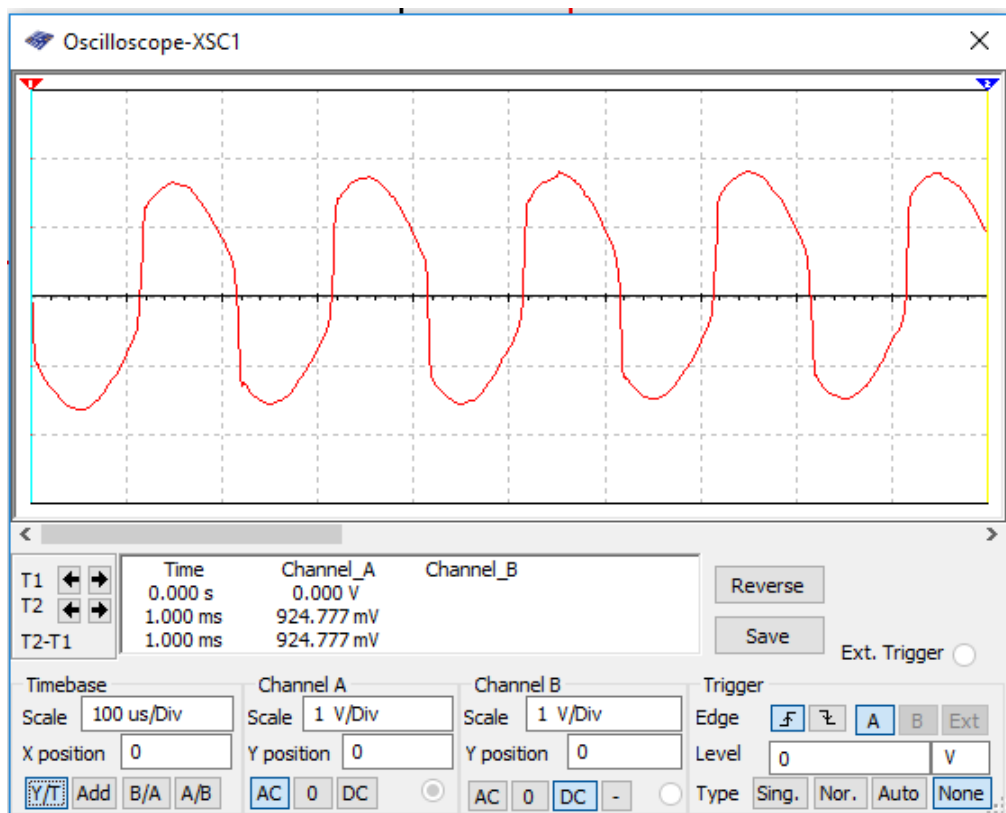 Oscilloscope-XSC1
1 2
T1
T2
T2-T1
Time Channel_A Channel_B
0.000 s 0.000 V
1.000 ms 924.777 mV
1.000 ms 924.777 mV
Reverse
Save
Ext. Trigger
Timebase Channel A Channel B Trigger
Scale 100 us/Div Scale 1 V/Div Scale 1 V/Div Edge A B Ext
X position 0 Y position 0 Y position 0 Level 0 V
Y/T Add B/A A/B AC 0 DC AC 0 DC - Type Sing. Nor. Auto None